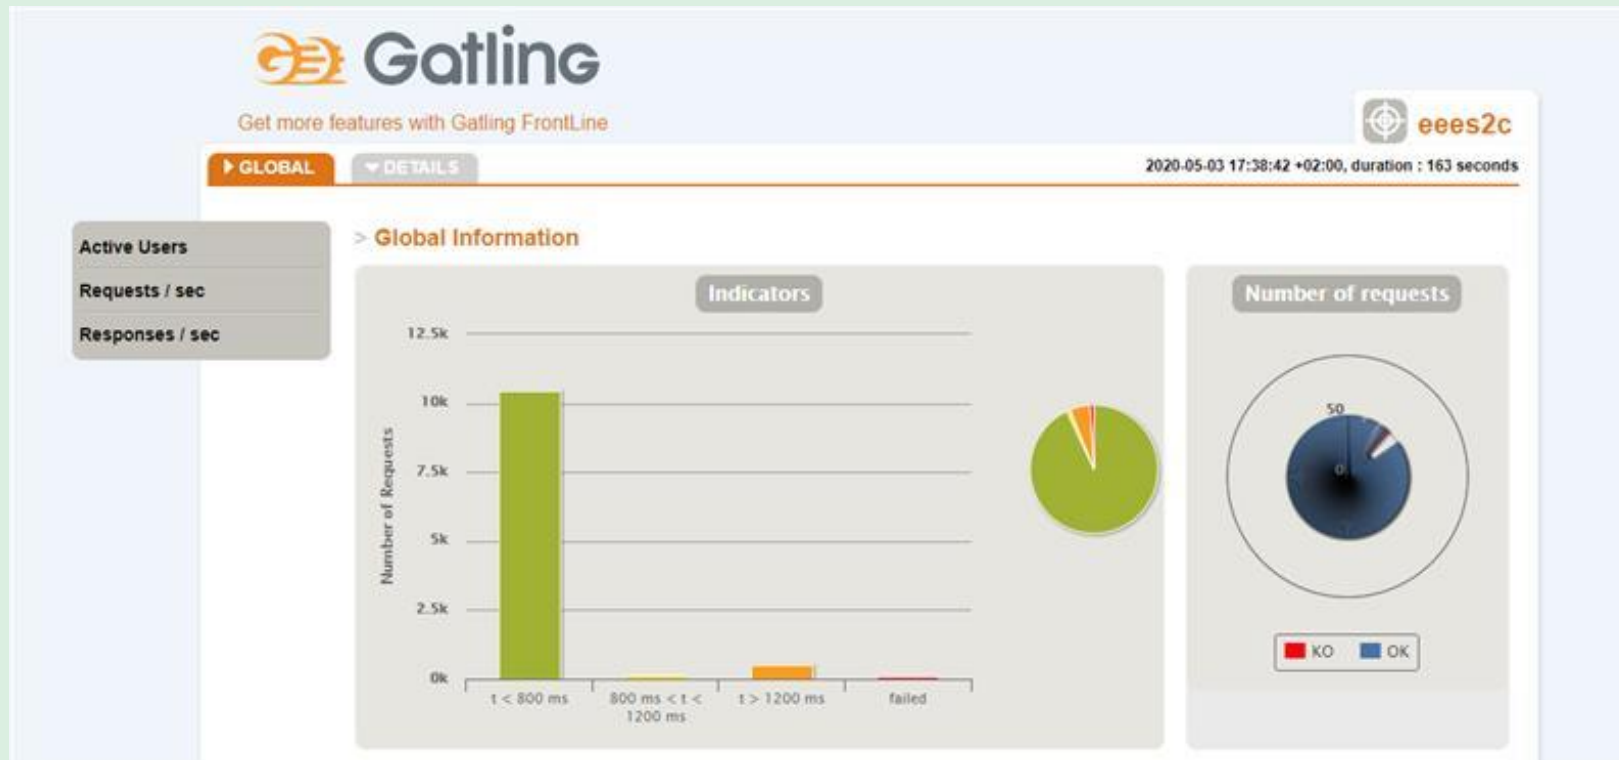 Gatling
Get more features with Gatling FrontLine
eees2c
GLOBAL
DETAILS
2020-05-03 17:38:42 +02:00, duration : 163 seconds
Active Users
Requests / sec
Responses / sec
> Global Information
Indicators
Number of Requests
12.5k
10k
7.5k
5k
2.5k
0k
t < 800 ms
800 ms < t <
1200 ms
t > 1200 ms
failed
Number of requests
50
0
KO
OK